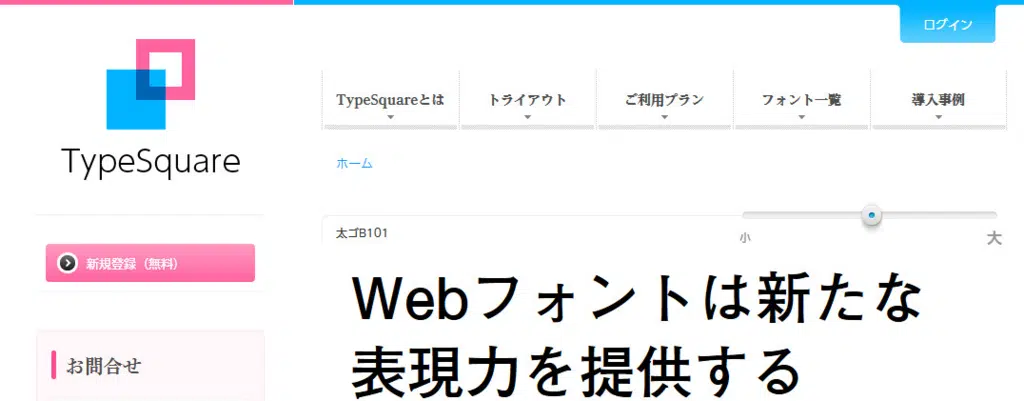 TypeSquare
新規登録（無料）
お問合せ
ログイン
TypeSquareとは
トライアウト
ご利用プラン
フォント一覧
導入事例
ホーム
太ゴB101
小
大
Webフォントは新たな
表現力を提供する